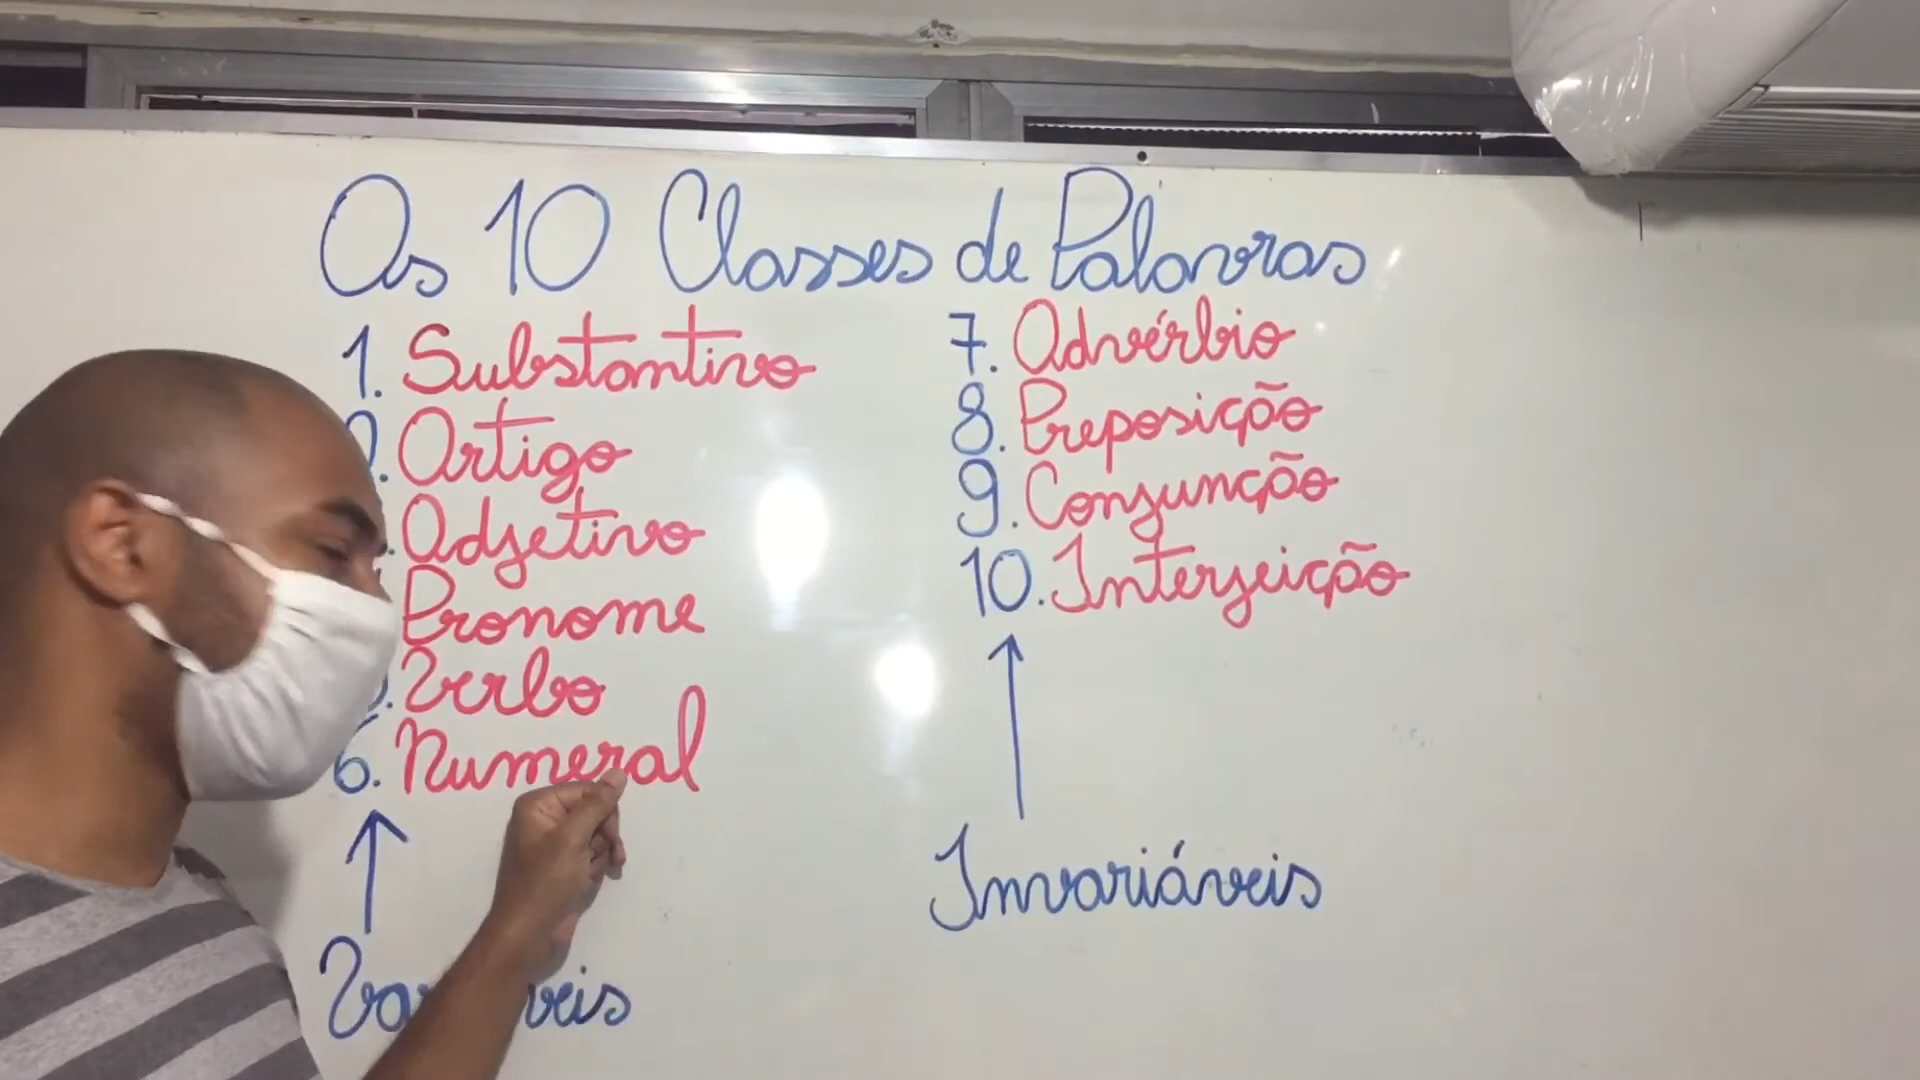 Os 10 Classes de Palavras
1. Substantivo
Artigo
Adjetivo
Pronome
Verbo
6. Numeral
7. Advérbio
8. Preposição
9. Conjunção
10. Interjeição
Invariáveis